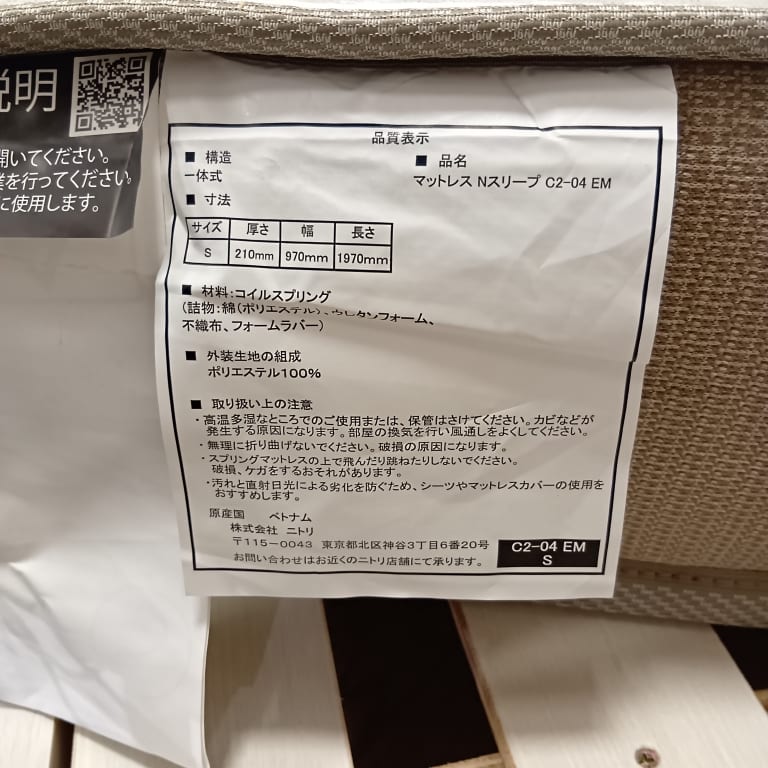 説明
開いてください。
業を行ってください。
に使用します。
品質表示
■ 構造
一体式
■ 品名
マットレス Nスリープ C2-04 EM
■ 寸法
サイズ 厚さ 幅 長さ
S 210mm 970mm 1970mm
■ 材料:コイルスプリング
(詰物:綿(ポリエステル)、ウレタンフォーム、
不織布、フォームラバー)
■ 外装生地の組成
ポリエステル100%
■ 取り扱い上の注意
・高温多湿なところでのご使用または、保管はさけてください。カビなどが
発生する原因になります。部屋の換気を行い風通しをよくしてください。
・無理に折り曲げないでください。破損の原因になります。
・スプリングマットレスの上で飛んだり跳ねたりしないでください。
破損、ケガをするおそれがあります。
・汚れと直射日光による劣化を防ぐため、シーツやマットレスカバーの使用を
おすすめします。
原産国 ベトナム
株式会社 ニトリ
〒115-0043 東京都北区神谷3丁目6番20号
お問い合わせはお近くのニトリ店舗にて承ります。
C2-04 EM
S